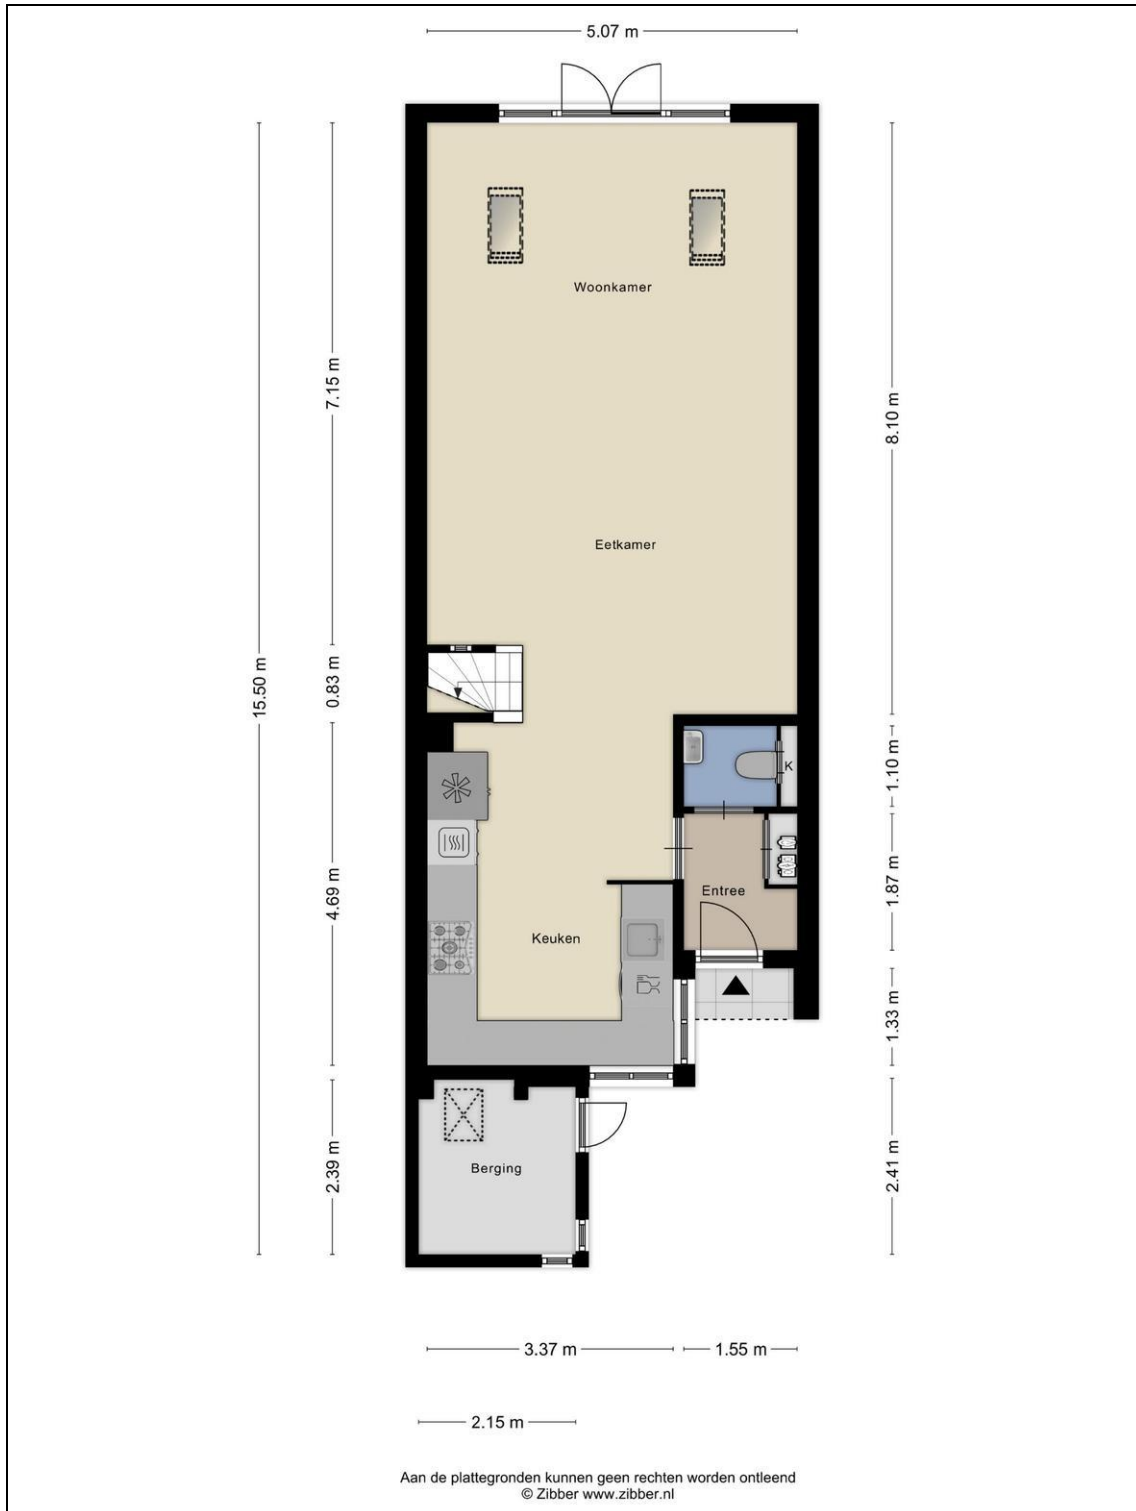 5.07 m
Woonkamer
7.15 m
8.10 m
Eetkamer
15.50 m
0.83 m
K
1.10 m
4.69 m
1.87 m
Entree
Keuken
1.33 m
2.39 m
Berging
2.41 m
3.37 m
1.55 m
2.15 m
Aan de plattegronden kunnen geen rechten worden ontleend
© Zibber www.zibber.nl